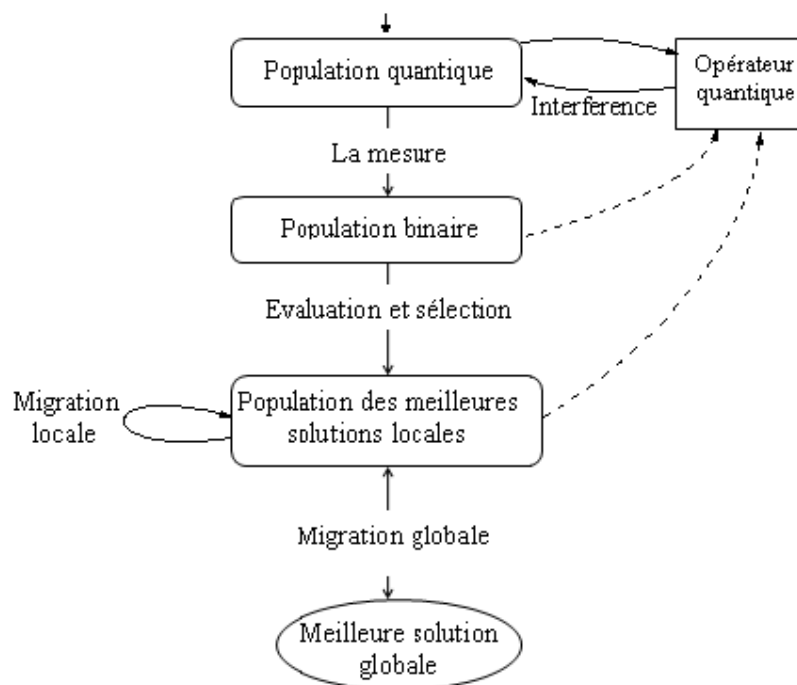 Population quantique
Opérateur
quantique
Interference
La mesure
Population binaire
Evaluation et sélection
Migration
locale
Population des meilleures
solutions locales
Migration globale
Meilleure solution
globale